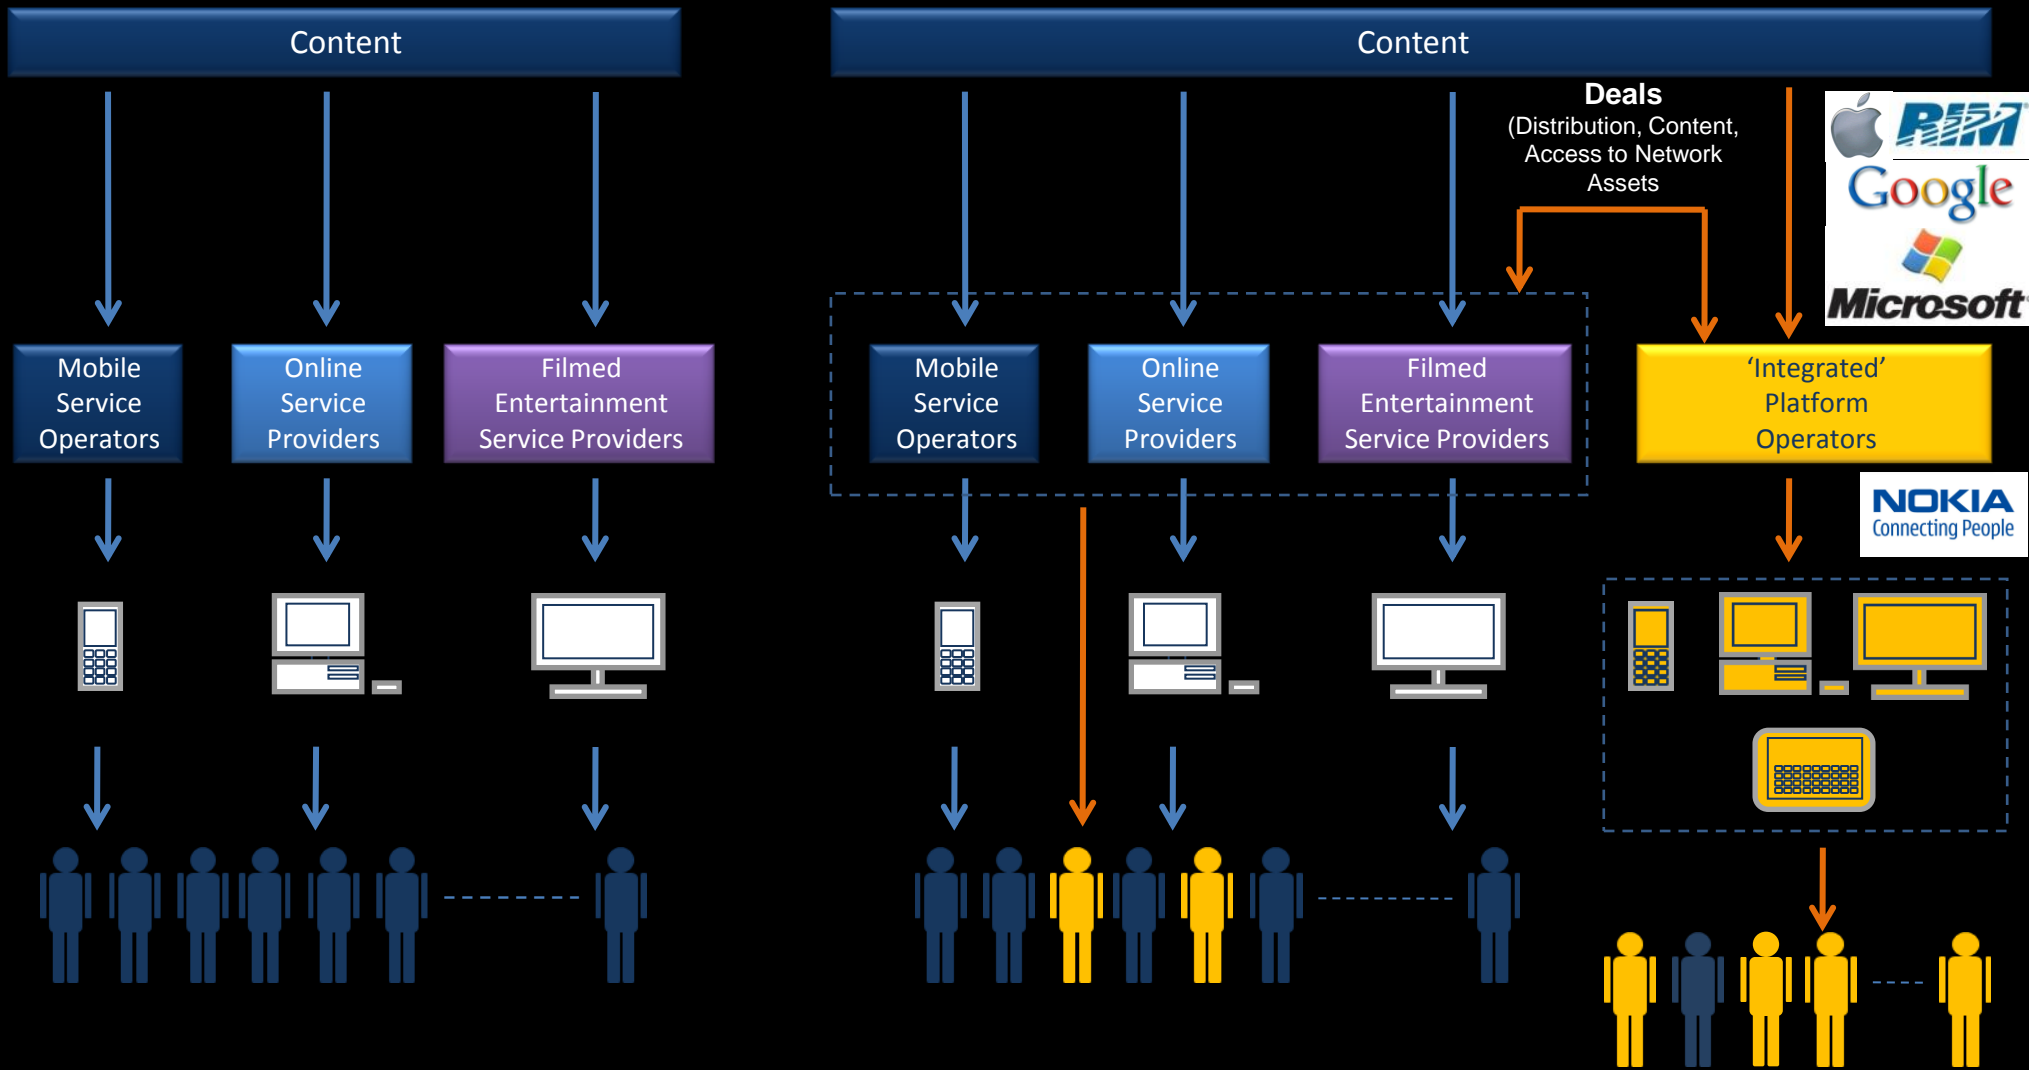 Content
Mobile
Service
Operators
Online
Service
Providers
Filmed
Entertainment
Service Providers
Content
Deals
(Distribution, Content,
Access to Network
Assets
RIM
Google
Microsoft
Mobile
Service
Operators
Online
Service
Providers
Filmed
Entertainment
Service Providers
‘Integrated’
Platform
Operators
NOKIA
Connecting People